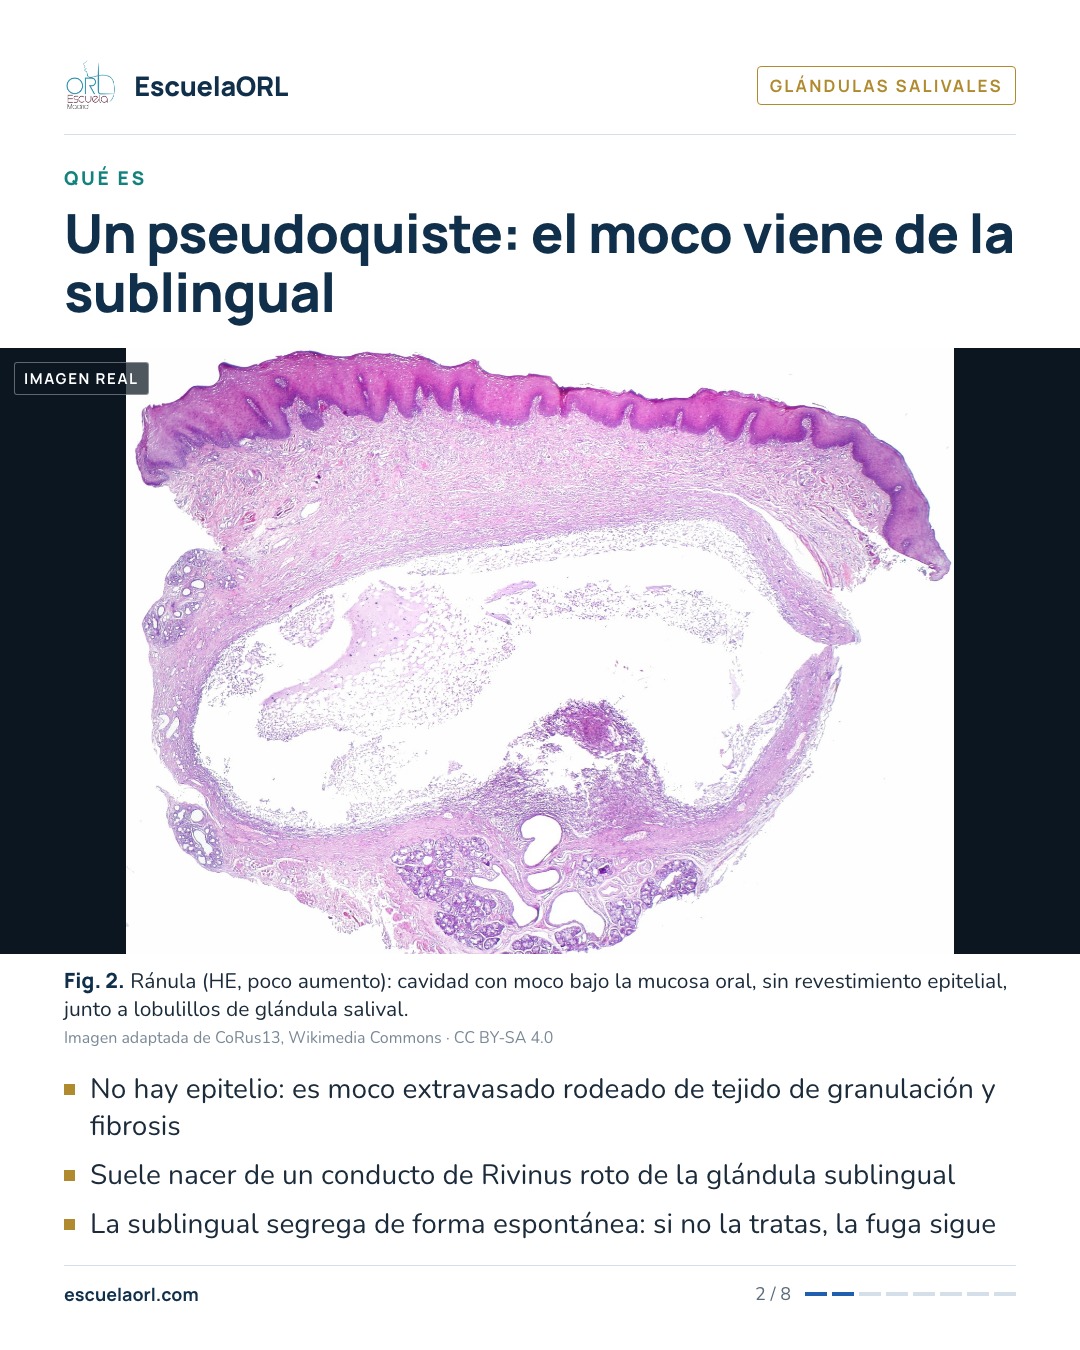 ORL
Escuela
Madrid
EscuelaORL
GLÁNDULAS SALIVALES
QUÉ ES
Un pseudoquiste: el moco viene de la
sublingual
IMAGEN REAL
Fig. 2. Ránula (HE, poco aumento): cavidad con moco bajo la mucosa oral, sin revestimiento epitelial,
junto a lobulillos de glándula salival.
Imagen adaptada de CoRus13, Wikimedia Commons · CC BY-SA 4.0
No hay epitelio: es moco extravasado rodeado de tejido de granulación y
fibrosis
Suele nacer de un conducto de Rivinus roto de la glándula sublingual
La sublingual segrega de forma espontánea: si no la tratas, la fuga sigue
escuelaorl.com
2 / 8